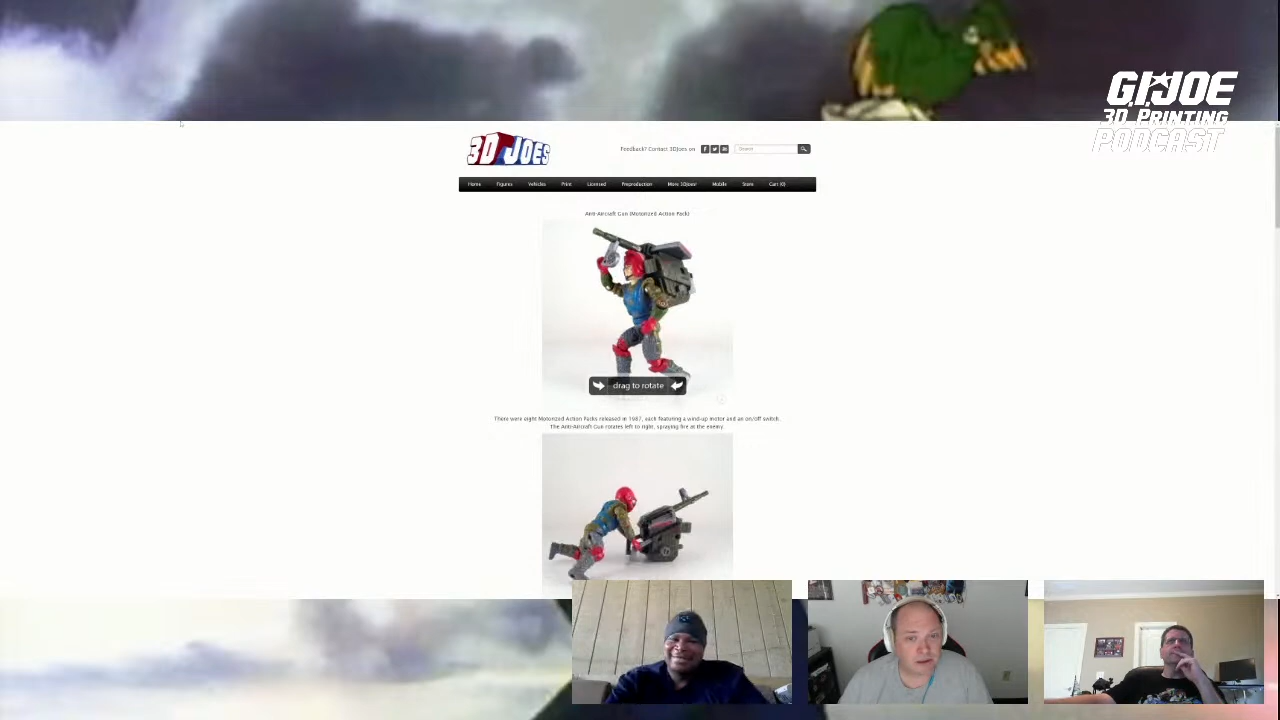 G.I. JOE
3D PRINTING
PODCAST
3D JOES
Feedback? Contact 3DJoes on
Search
Home Figures Vehicles Print Licensed Preproduction More 3DJoes! Mobile Store Cart (0)
Anti-Aircraft Gun (Motorized Action Pack)
drag to rotate
There were eight Motorized Action Packs released in 1987, each featuring a wind-up motor and an on/off switch.
The Anti-Aircraft Gun rotates left to right, spraying fire at the enemy.